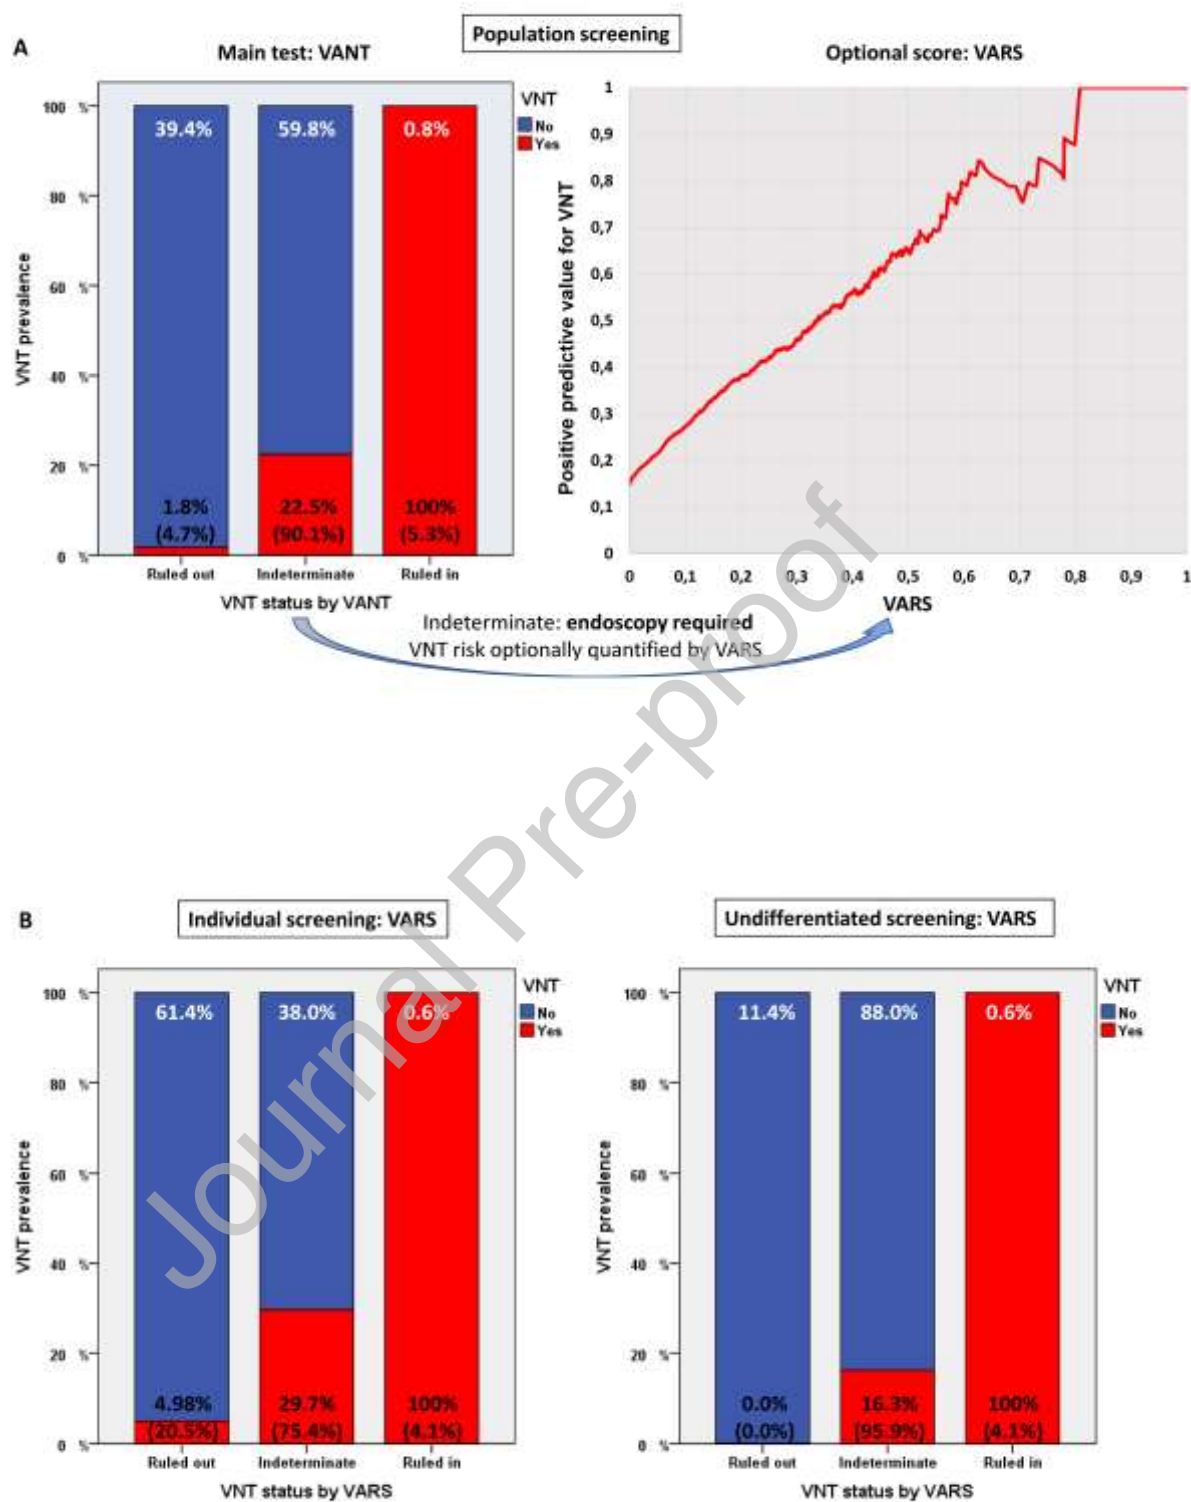 Population screening
A
Main test: VANT
Optional score: VARS
VNT
No
Yes
100 %
80 %
60 %
40 %
20 %
0 %
VNT prevalence
39.4%
59.8%
0.8%
1.8%
(4.7%)
22.5%
(90.1%)
100%
(5.3%)
Ruled out
Indeterminate
Ruled in
VNT status by VANT
Positive predictive value for VNT
1
0,9
0,8
0,7
0,6
0,5
0,4
0,3
0,2
0,1
0
0 0,1 0,2 0,3 0,4 0,5 0,6 0,7 0,8 0,9 1
VARS
Indeterminate: endoscopy required
VNT risk optionally quantified by VARS
Journal Pre-proof
B
Individual screening: VARS
VNT
No
Yes
100 %
80 %
60 %
40 %
20 %
0 %
VNT prevalence
61.4%
38.0%
0.6%
4.98%
(20.5%)
29.7%
(75.4%)
100%
(4.1%)
Ruled out
Indeterminate
Ruled in
VNT status by VARS
Undifferentiated screening: VARS
VNT
No
Yes
100 %
80 %
60 %
40 %
20 %
0 %
VNT prevalence
11.4%
88.0%
0.6%
0.0%
(0.0%)
16.3%
(95.9%)
100%
(4.1%)
Ruled out
Indeterminate
Ruled in
VNT status by VARS